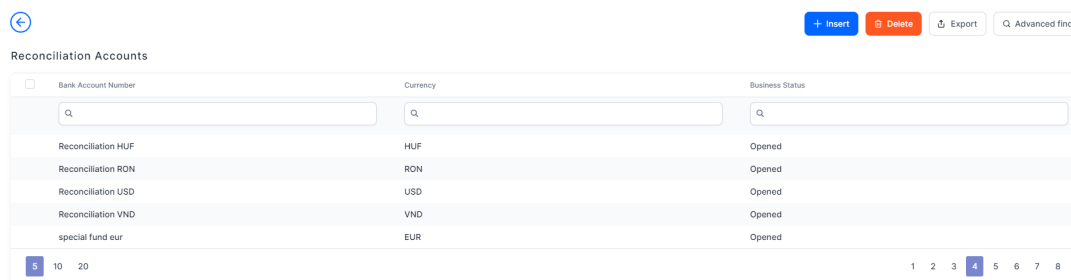 Insert Delete Export Advanced find
Reconciliation Accounts
Bank Account Number Currency Business Status
Reconciliation HUF HUF Opened
Reconciliation RON RON Opened
Reconciliation USD USD Opened
Reconciliation VND VND Opened
special fund eur EUR Opened
5 10 20 1 2 3 4 5 6 7 8